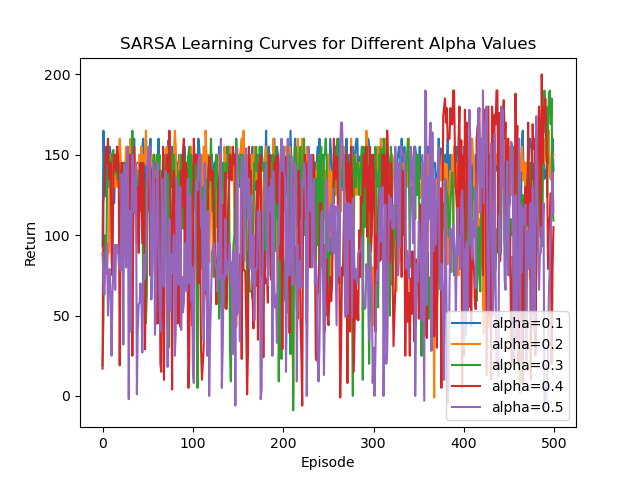 SARSA Learning Curves for Different Alpha Values
200
150
100
50
0
Return
0 100 200 300 400 500
Episode
alpha=0.1
alpha=0.2
alpha=0.3
alpha=0.4
alpha=0.5